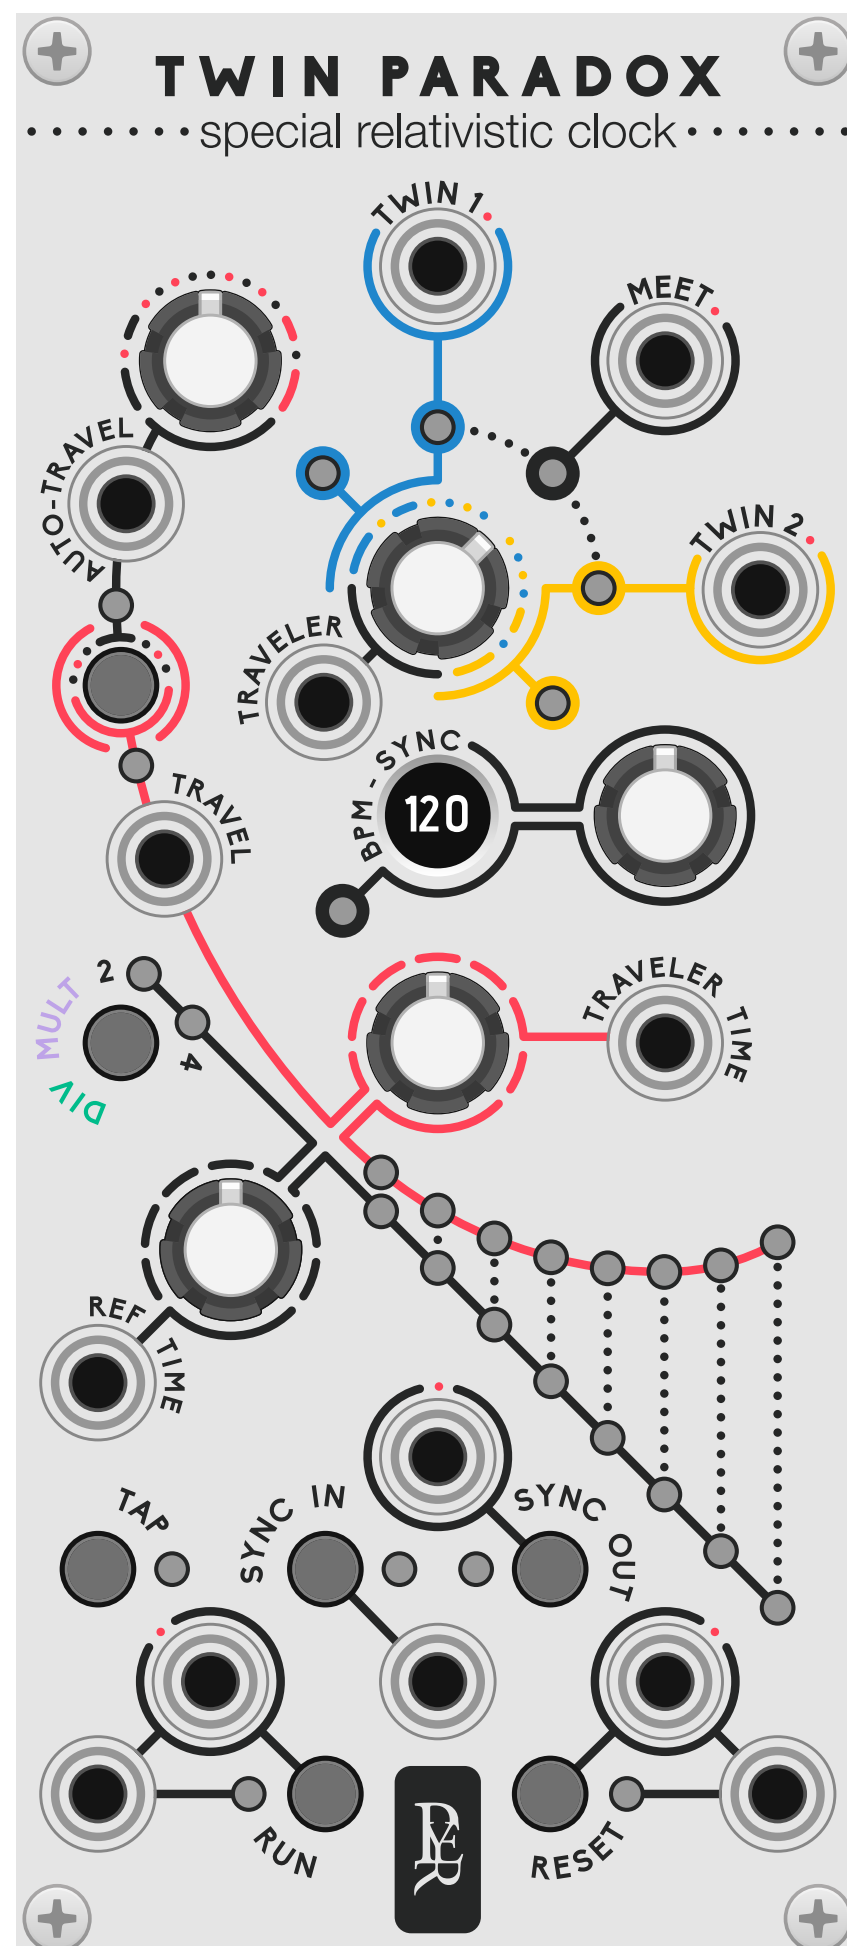 TWIN PARADOX
special relativistic clock
TWIN 1
MEET
AUTO-TRAVEL
TWIN 2
TRAVELER
BPM - SYNC
120
TRAVEL
2
4
MULT
DIV
TRAVELER TIME
REF TIME
TAP
SYNC IN
SYNC OUT
RUN
RESET